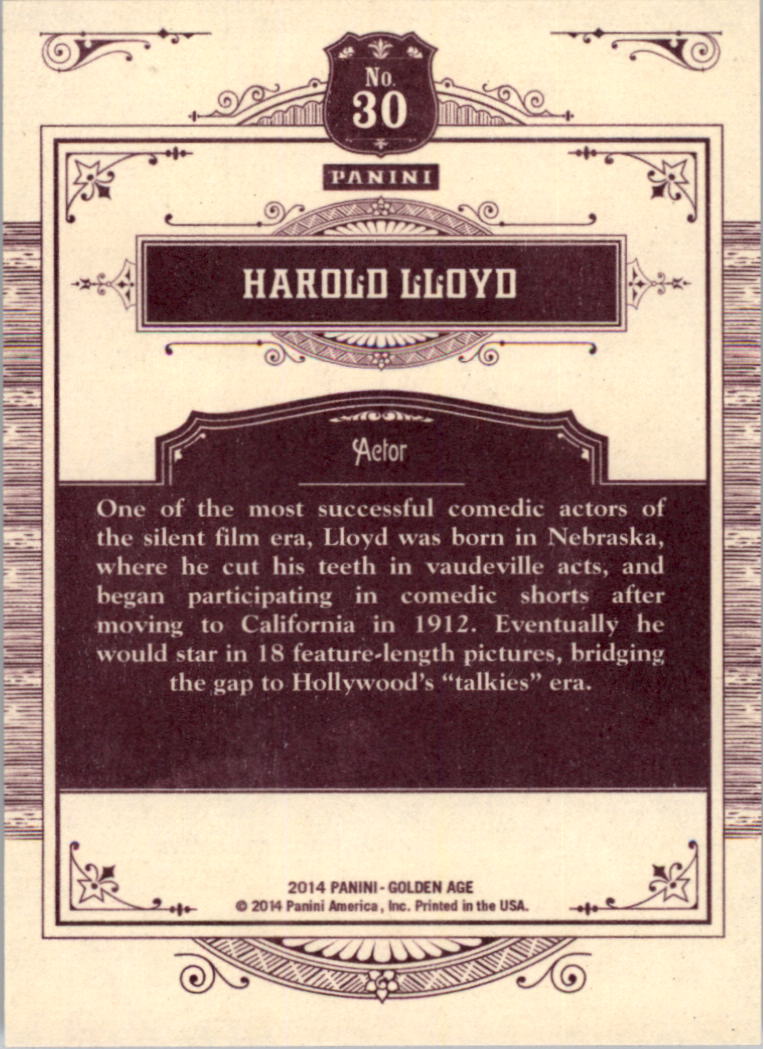 No.
30
PANINI
HAROLD LLOYD
Actor
One of the most successful comedic actors of
the silent film era, Lloyd was born in Nebraska,
where he cut his teeth in vaudeville acts, and
began participating in comedic shorts after
moving to California in 1912. Eventually he
would star in 18 feature-length pictures, bridging
the gap to Hollywood's “talkies” era.
2014 PANINI - GOLDEN AGE
© 2014 Panini America, Inc. Printed in the USA.